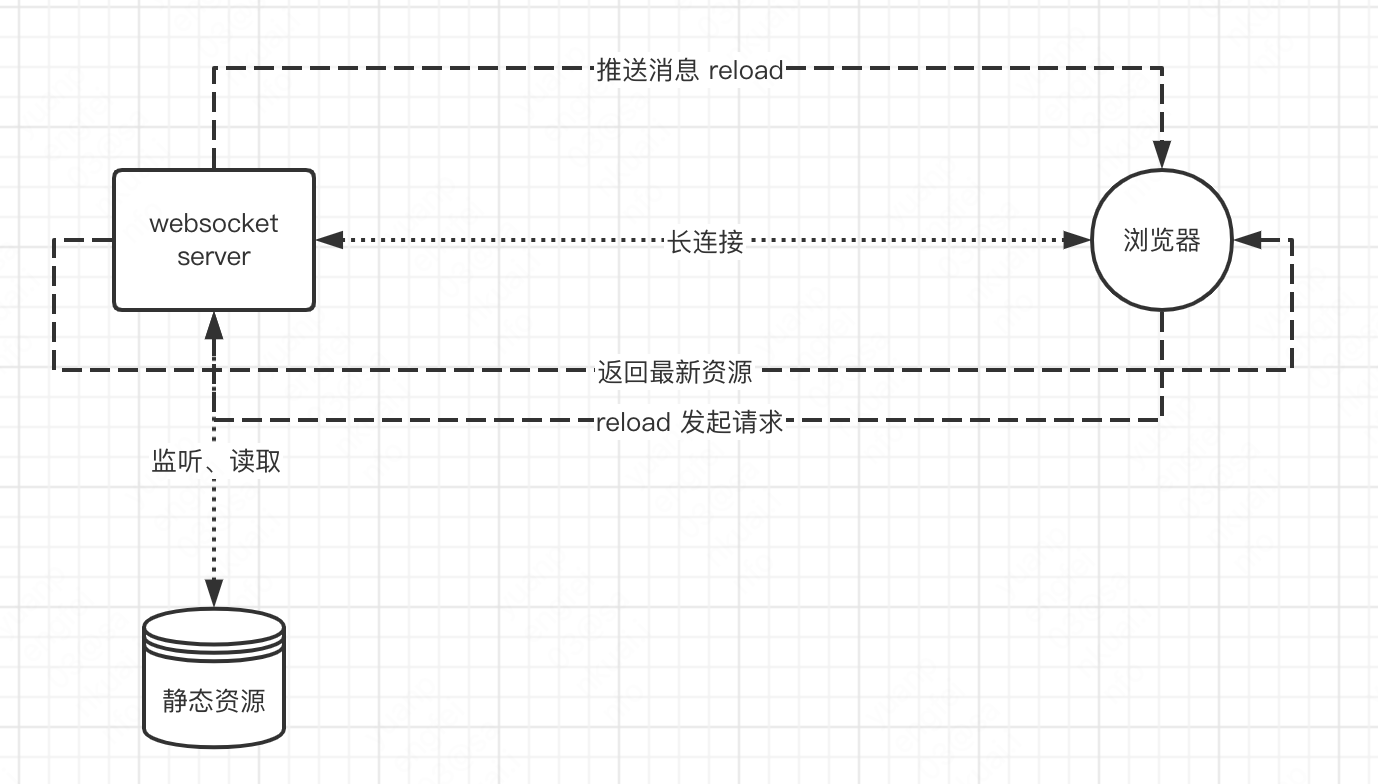 推送消息 reload
websocket
server
长连接
浏览器
返回最新资源
reload 发起请求
监听、读取
静态资源